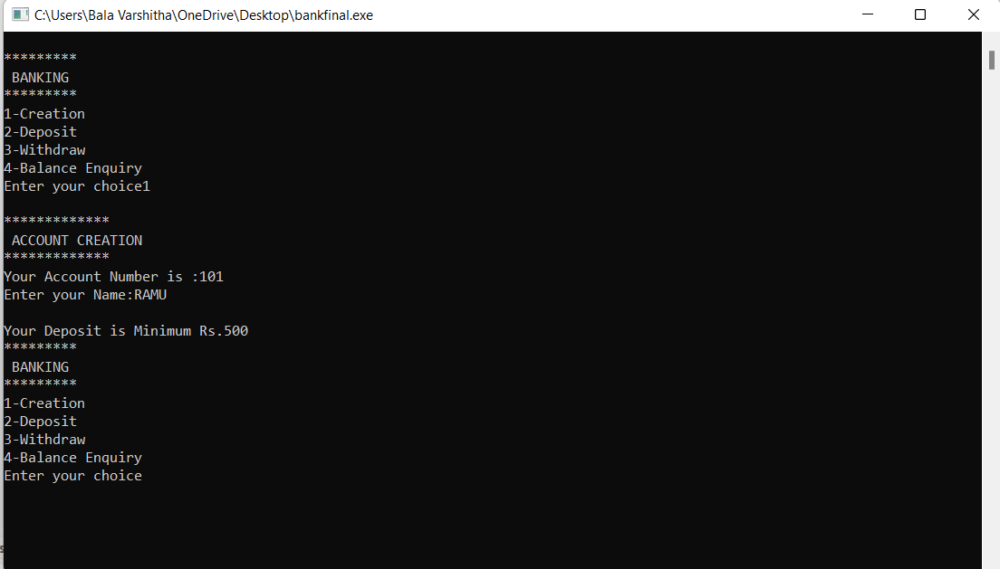 C:\Users\Bala Varshitha\OneDrive\Desktop\bankfinal.exe
*********
 BANKING
*********
1-Creation
2-Deposit
3-Withdraw
4-Balance Enquiry
Enter your choice1
*************
 ACCOUNT CREATION
*************
Your Account Number is :101
Enter your Name:RAMU
Your Deposit is Minimum Rs.500
*********
 BANKING
*********
1-Creation
2-Deposit
3-Withdraw
4-Balance Enquiry
Enter your choice